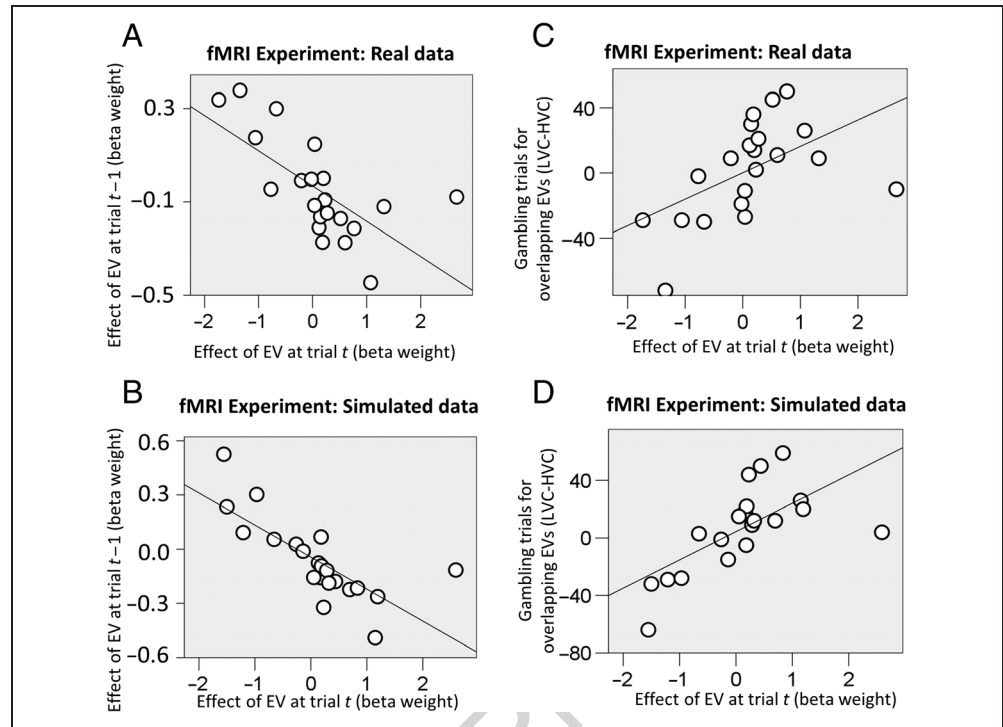 A
fMRI Experiment: Real data
Effect of EV at trial t−1 (beta weight)
0.3
−0.1
−0.5
−2 −1 0 1 2
Effect of EV at trial t (beta weight)
C
fMRI Experiment: Real data
Gambling trials for
overlapping EVs (LVC-HVC)
40
0
−40
−2 −1 0 1 2
Effect of EV at trial t (beta weight)
B
fMRI Experiment: Simulated data
Effect of EV at trial t−1 (beta weight)
0.6
0.3
0.0
−0.3
−0.6
−2 −1 0 1 2
Effect of EV at trial t (beta weight)
D
fMRI Experiment: Simulated data
Gambling trials for
overlapping EVs (LVC-HVC)
40
0
−40
−80
−2 −1 0 1 2
Effect of EV at trial t (beta weight)